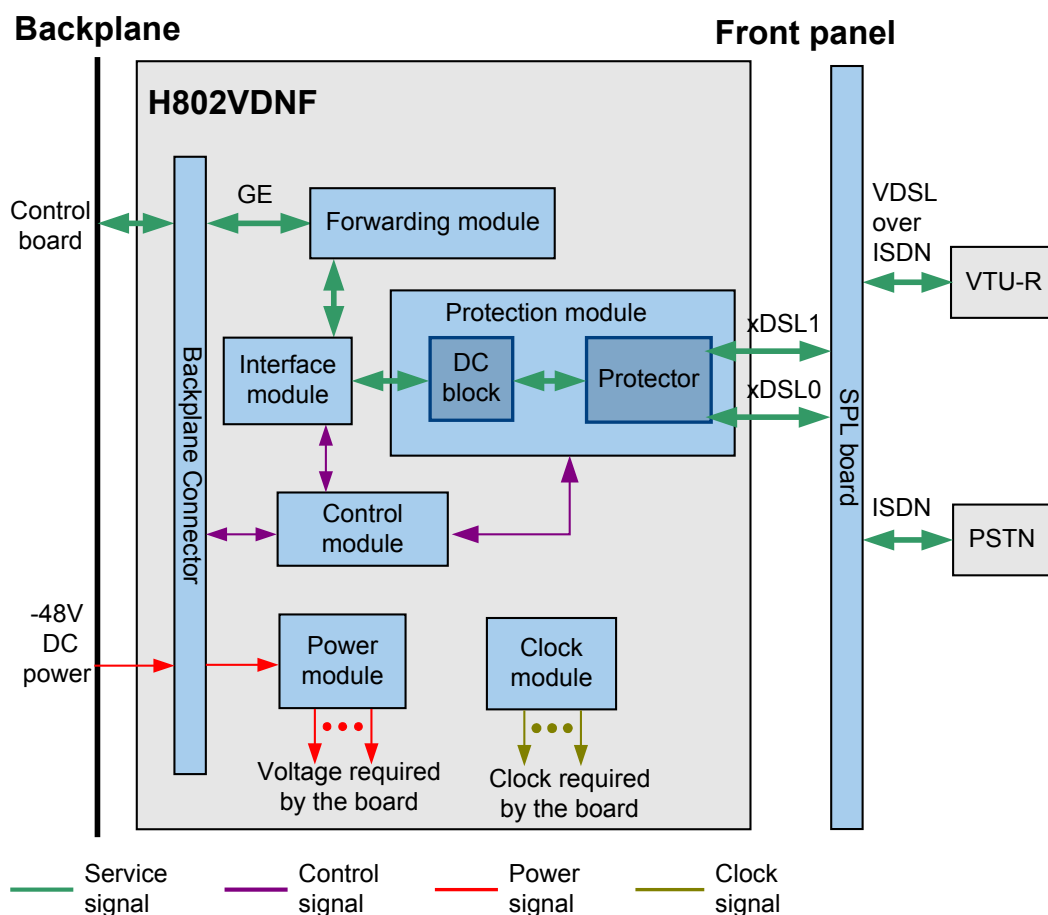 Backplane
Front panel
H802VDNF
Control
board
GE
Forwarding module
VDSL
over
ISDN
VTU-R
Protection module
xDSL1
Interface
module
DC
block
Protector
xDSL0
Backplane Connector
SPL board
Control
module
ISDN
PSTN
-48V
DC
power
Power
module
Clock
module
Voltage required
by the board
Clock required
by the board
Service
signal
Control
signal
Power
signal
Clock
signal